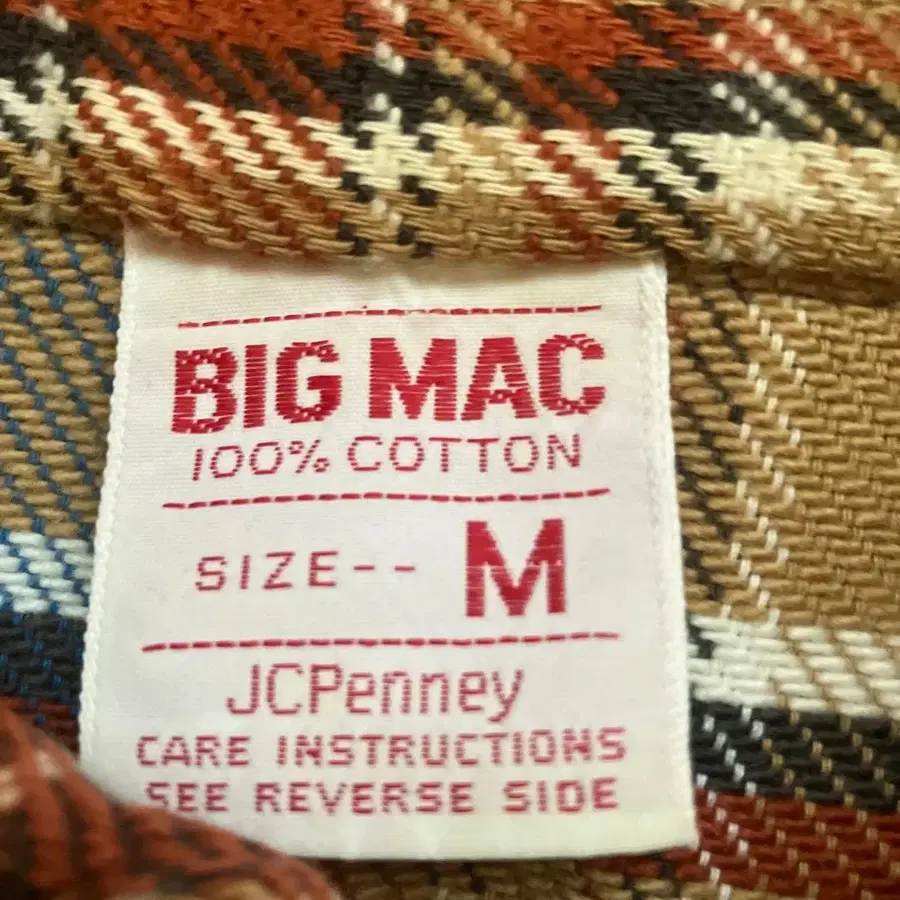 BIG MAC
100% COTTON
SIZE-- M
JCPenney
CARE INSTRUCTIONS
SEE REVERSE SIDE